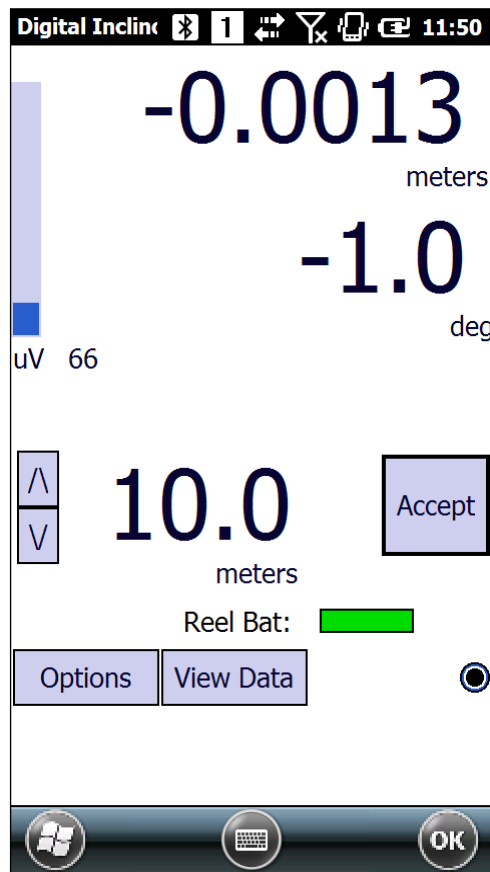 Digital Inclin 1 11:50
-0.0013
meters
-1.0
deg
uV 66
/\
10.0
Accept
\/
meters
Reel Bat:
Options View Data
OK